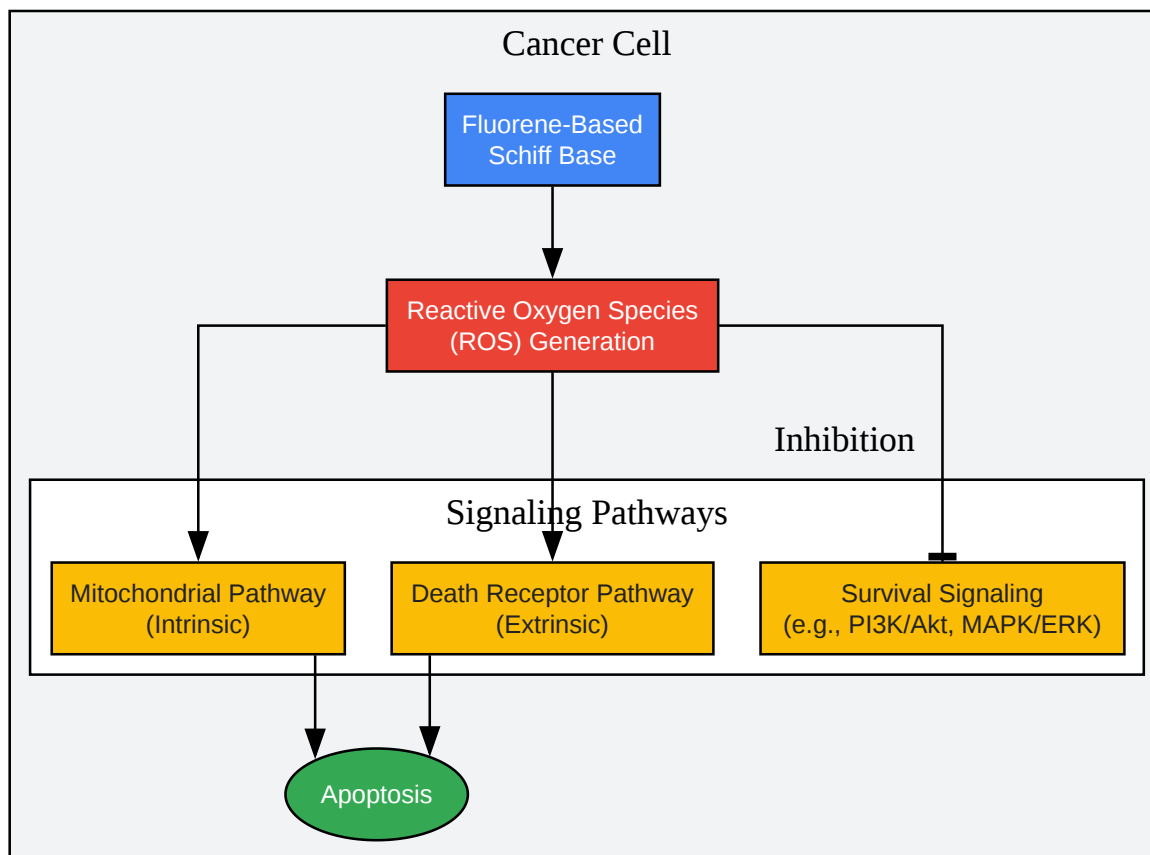 Cancer Cell
Fluorene-Based
Schiff Base
Reactive Oxygen Species
(ROS) Generation
Inhibition
Signaling Pathways
Mitochondrial Pathway
(Intrinsic)
Death Receptor Pathway
(Extrinsic)
Survival Signaling
(e.g., PI3K/Akt, MAPK/ERK)
Apoptosis